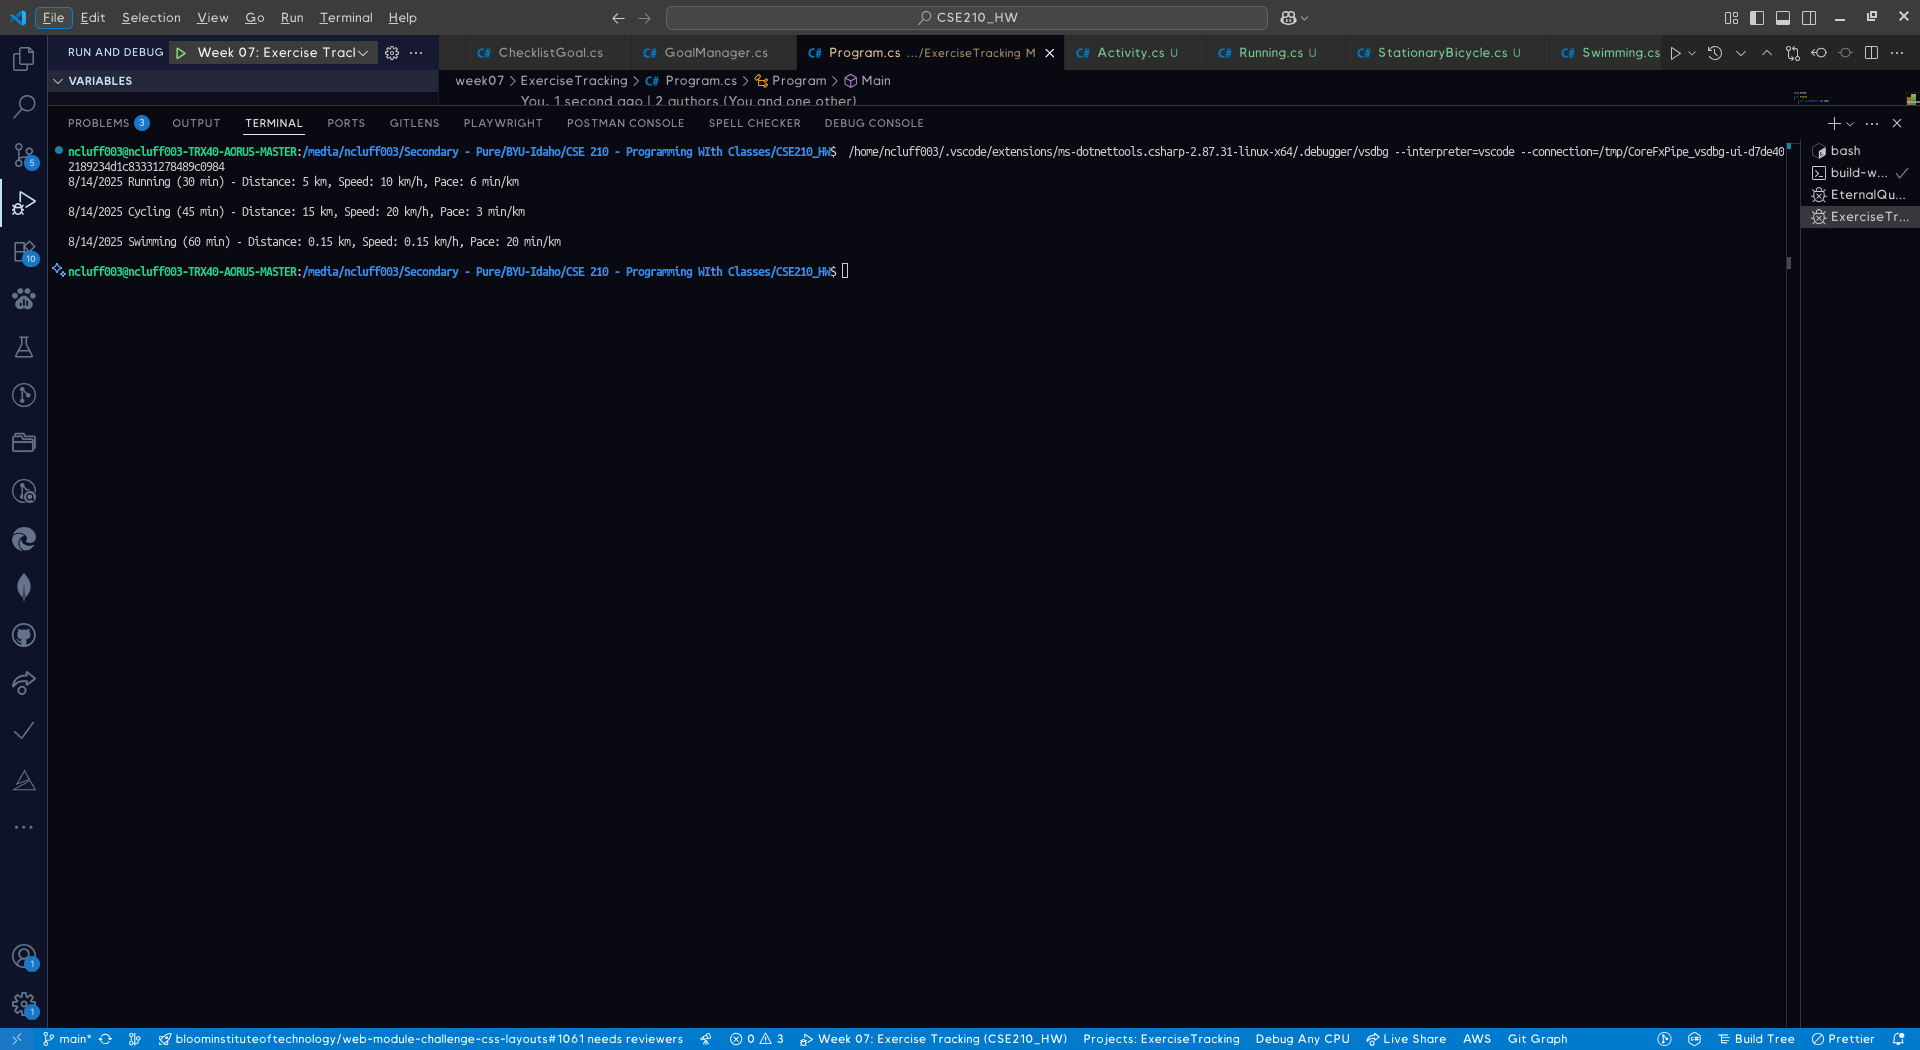 File Edit Selection View Go Run Terminal Help CSE210_HW
RUN AND DEBUG Week 07: Exercise Tracl
C# ChecklistGoal.cs C# GoalManager.cs C# Program.cs .../ExerciseTracking M C# Activity.cs U C# Running.cs U C# StationaryBicycle.cs U C# Swimming.cs
VARIABLES
week07 > ExerciseTracking > C# Program.cs > Program > Main
You, 1 second ago | 2 authors (You and one other)
PROBLEMS 3 OUTPUT TERMINAL PORTS GITLENS PLAYWRIGHT POSTMAN CONSOLE SPELL CHECKER DEBUG CONSOLE
ncluff003@ncluff003-TRX40-AORUS-MASTER:/media/ncluff003/Secondary - Pure/BYU-Idaho/CSE 210 - Programming WIth Classes/CSE210_HW$ /home/ncluff003/.vscode/extensions/ms-dotnettools.csharp-2.87.31-linux-x64/.debugger/vsdbg --interpreter=vscode --connection=/tmp/CoreFxPipe_vsdbg-ui-d7de40
2189234d1c83331278489c0984
8/14/2025 Running (30 min) - Distance: 5 km, Speed: 10 km/h, Pace: 6 min/km
8/14/2025 Cycling (45 min) - Distance: 15 km, Speed: 20 km/h, Pace: 3 min/km
8/14/2025 Swimming (60 min) - Distance: 0.15 km, Speed: 0.15 km/h, Pace: 20 min/km
ncluff003@ncluff003-TRX40-AORUS-MASTER:/media/ncluff003/Secondary - Pure/BYU-Idaho/CSE 210 - Programming WIth Classes/CSE210_HW$
bash
build-w...
EternalQu...
ExerciseTr...
5
10
1
1
main* bloominstituteoftechnology/web-module-challenge-css-layouts#1061 needs reviewers 0 3 Week 07: Exercise Tracking (CSE210_HW) Projects: ExerciseTracking Debug Any CPU Live Share AWS Git Graph Build Tree Prettier